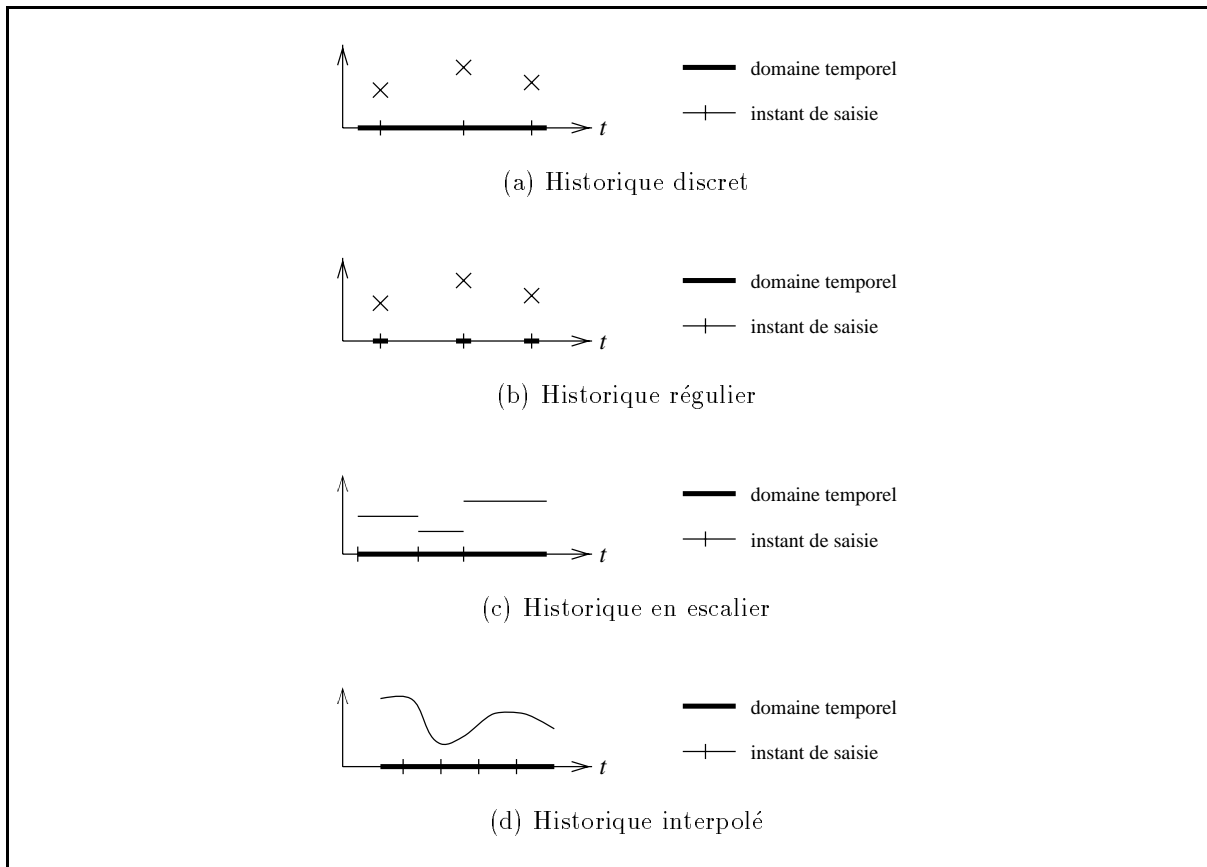 domaine temporel
instant de saisie
t
(a) Historique discret
domaine temporel
instant de saisie
t
(b) Historique régulier
domaine temporel
instant de saisie
t
(c) Historique en escalier
domaine temporel
instant de saisie
t
(d) Historique interpolé